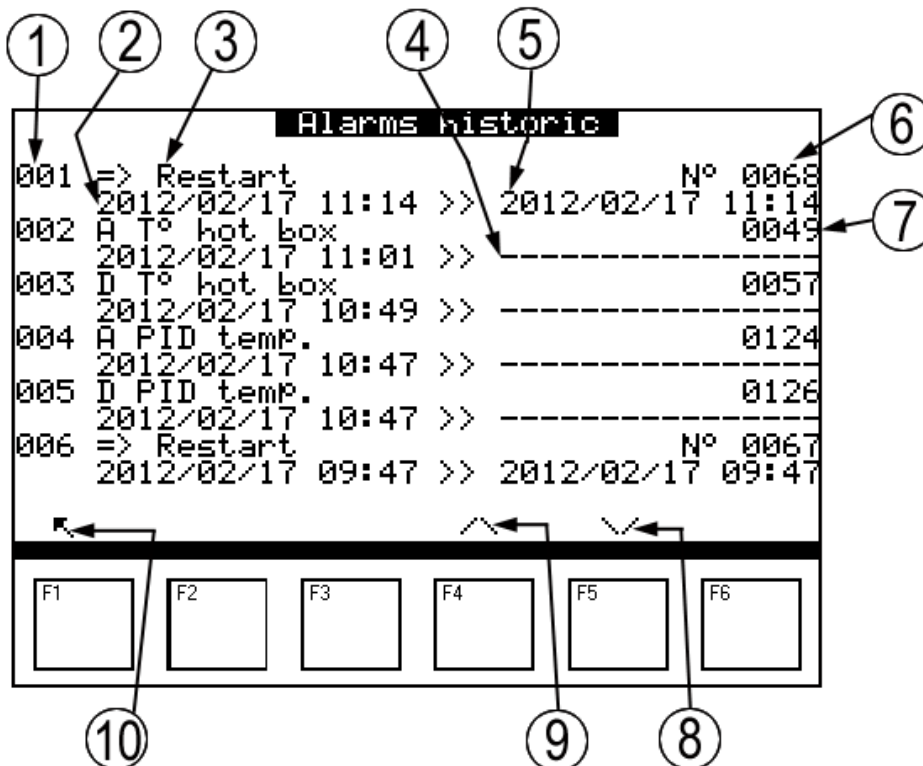 1 2 3 4 5
6
Alarms historic
001 => Restart N° 0068
2012/02/17 11:14 >> 2012/02/17 11:14
7
002 A T° hot box 0049
2012/02/17 11:01 >> ----------------
003 D T° hot box 0057
2012/02/17 10:49 >> ----------------
004 A PID temp. 0124
2012/02/17 10:47 >> ----------------
005 D PID temp. 0126
2012/02/17 10:47 >> ----------------
006 => Restart N° 0067
2012/02/17 09:47 >> 2012/02/17 09:47
F1 F2 F3 F4 F5 F6
10 9 8